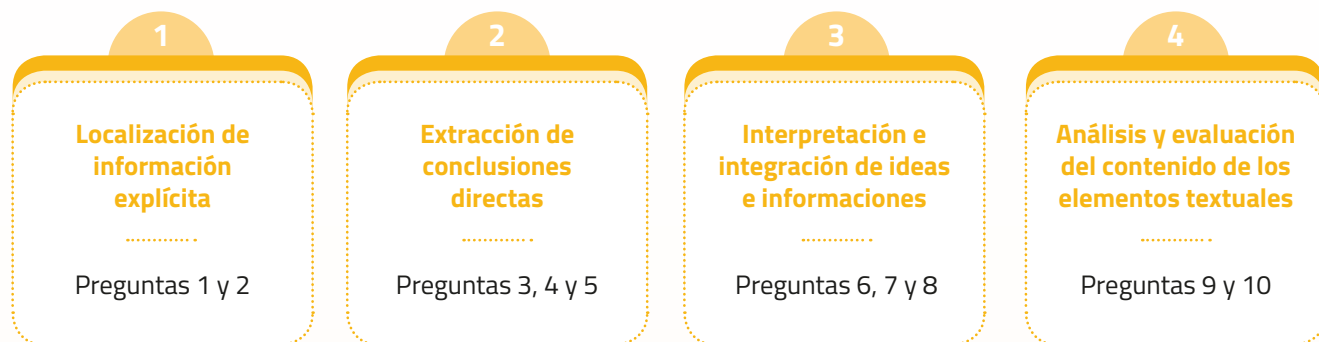 1
Localización de
información
explícita
Preguntas 1 y 2
2
Extracción de
conclusiones
directas
Preguntas 3, 4 y 5
3
Interpretación e
integración de ideas
e informaciones
Preguntas 6, 7 y 8
4
Análisis y evaluación
del contenido de los
elementos textuales
Preguntas 9 y 10